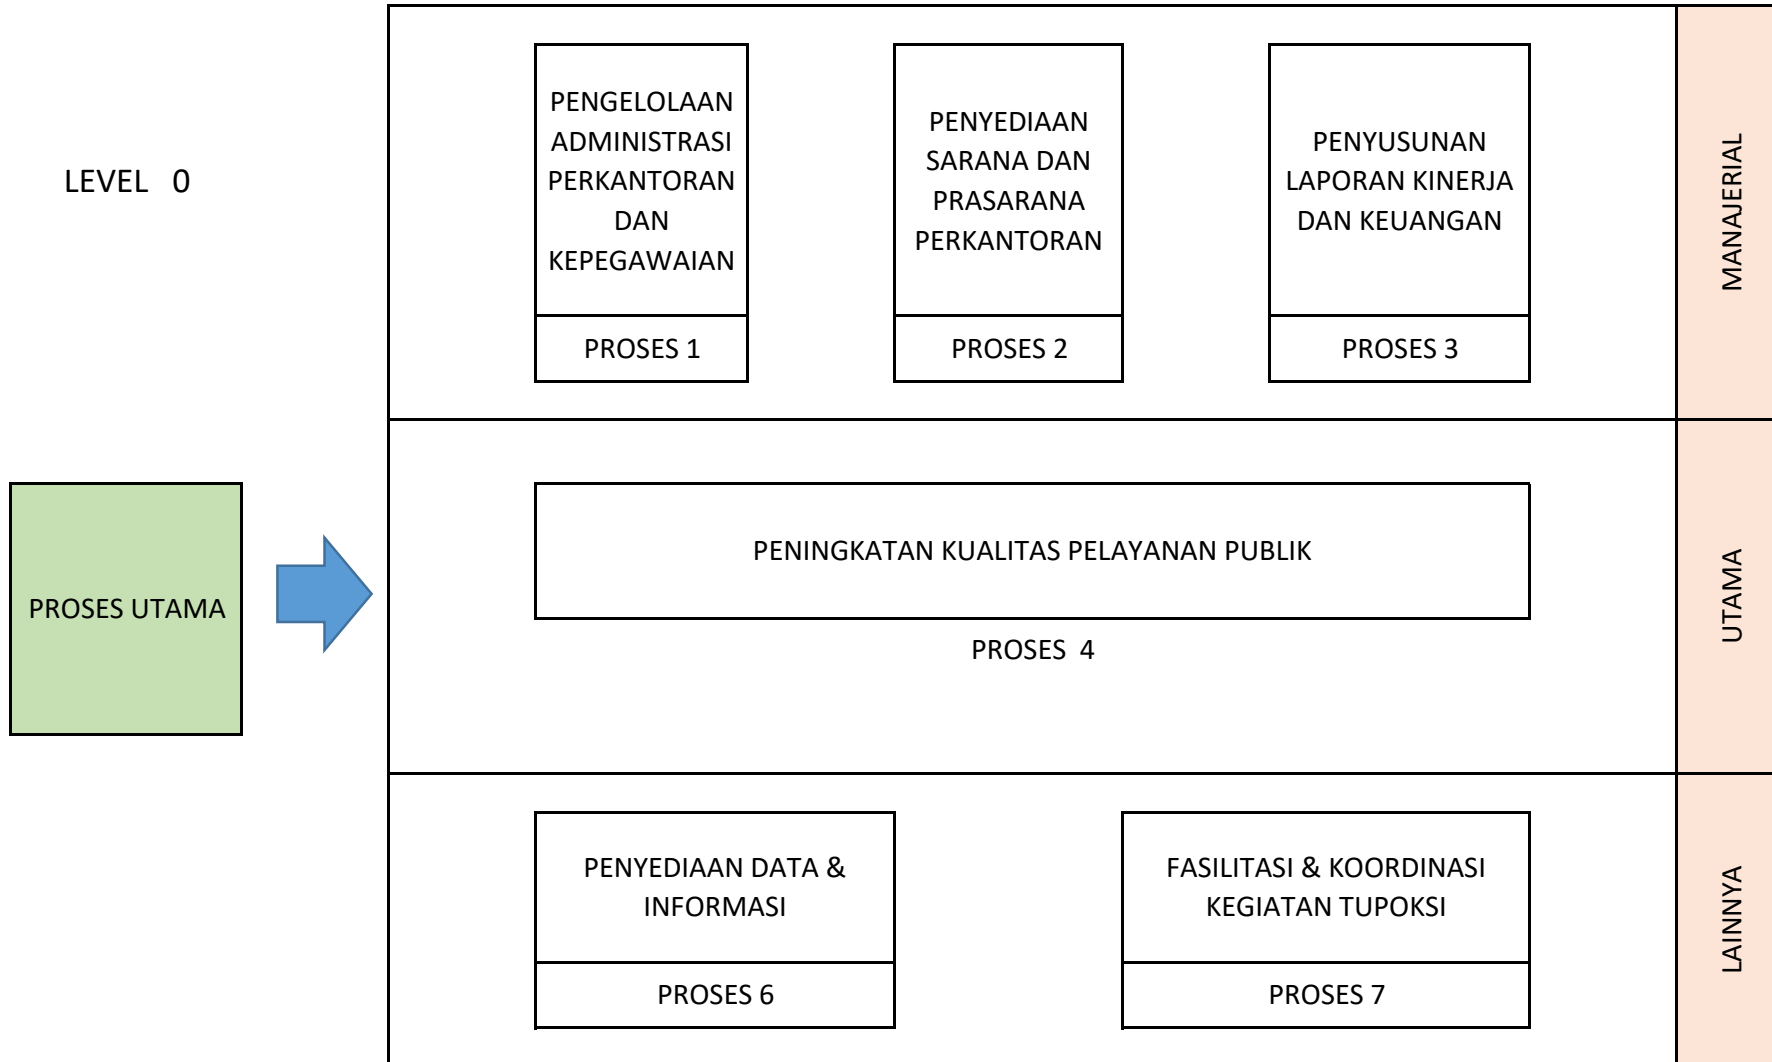 LEVEL 0
PENGELOLAAN
ADMINISTRASI
PERKANTORAN
DAN
KEPEGAWAIAN
PROSES 1
PENYEDIAAN
SARANA DAN
PRASARANA
PERKANTORAN
PROSES 2
PENYUSUNAN
LAPORAN KINERJA
DAN KEUANGAN
PROSES 3
MANAJERIAL
PROSES UTAMA
PENINGKATAN KUALITAS PELAYANAN PUBLIK
PROSES 4
UTAMA
PENYEDIAAN DATA &
INFORMASI
PROSES 6
FASILITASI & KOORDINASI
KEGIATAN TUPOKSI
PROSES 7
LAINNYA